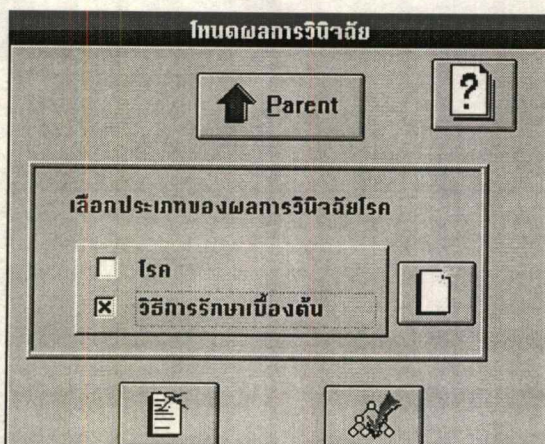 โหนดผลการวินิจฉัย
Parent
?
เลือกประเภทของผลการวินิจฉัยโรค
โรค
วิธีการรักษาเบื้องต้น